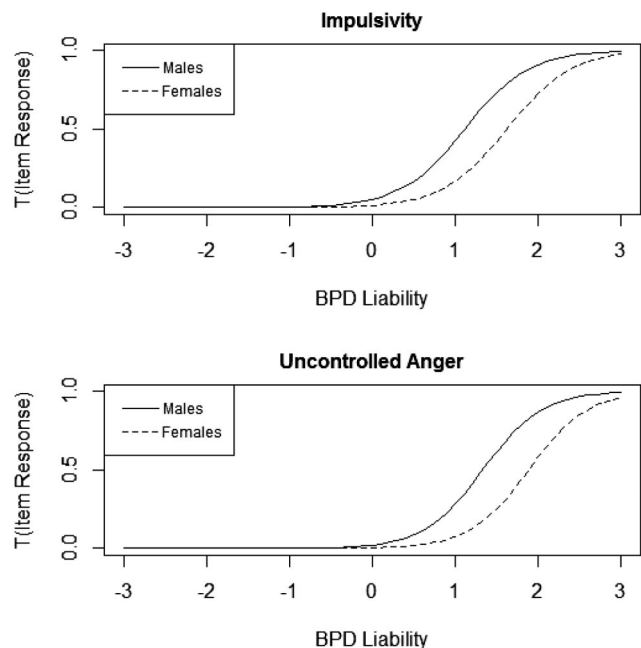 Impulsivity
T(Item Response)
1.0
0.5
0.0
Males
Females
-3 -2 -1 0 1 2 3
BPD Liability
Uncontrolled Anger
T(Item Response)
1.0
0.5
0.0
Males
Females
-3 -2 -1 0 1 2 3
BPD Liability